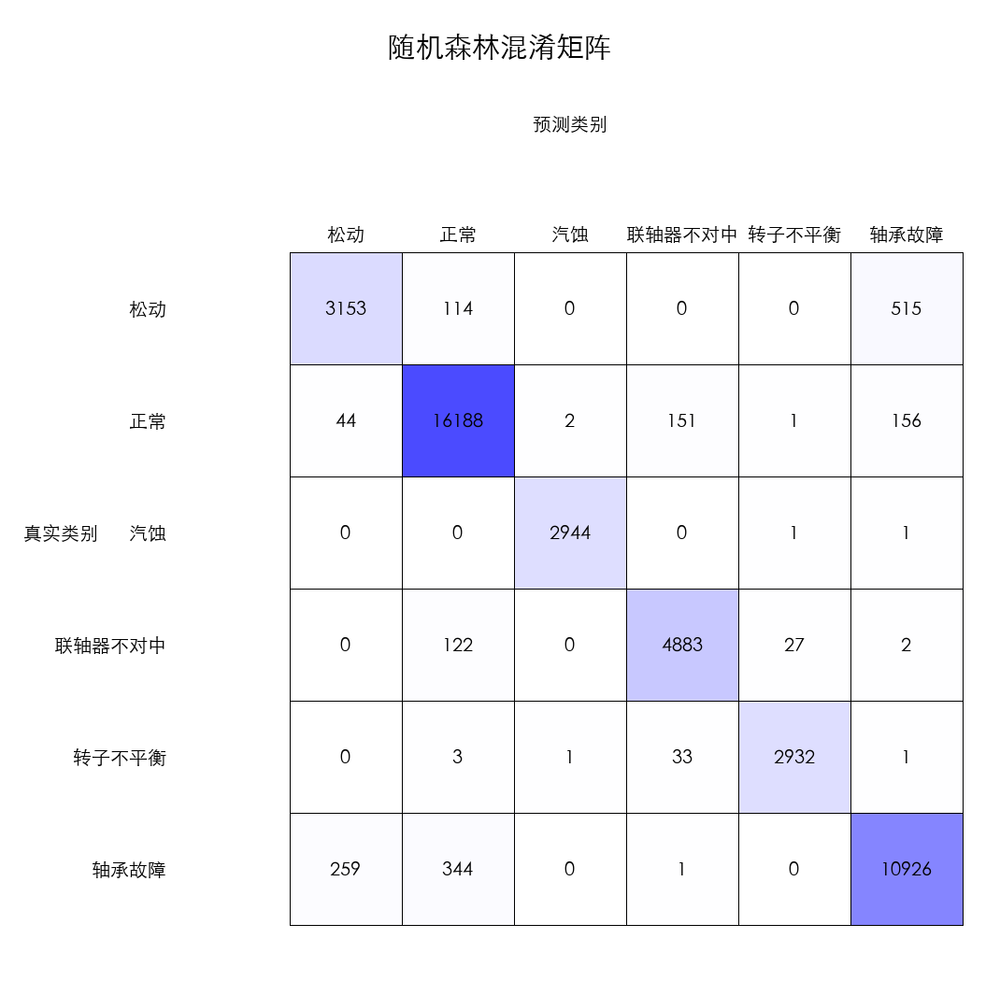 随机森林混淆矩阵
预测类别
松动 正常 汽蚀 联轴器不对中 转子不平衡 轴承故障
松动 3153 114 0 0 0 515
正常 44 16188 2 151 1 156
真实类别 汽蚀 0 0 2944 0 1 1
联轴器不对中 0 122 0 4883 27 2
转子不平衡 0 3 1 33 2932 1
轴承故障 259 344 0 1 0 10926